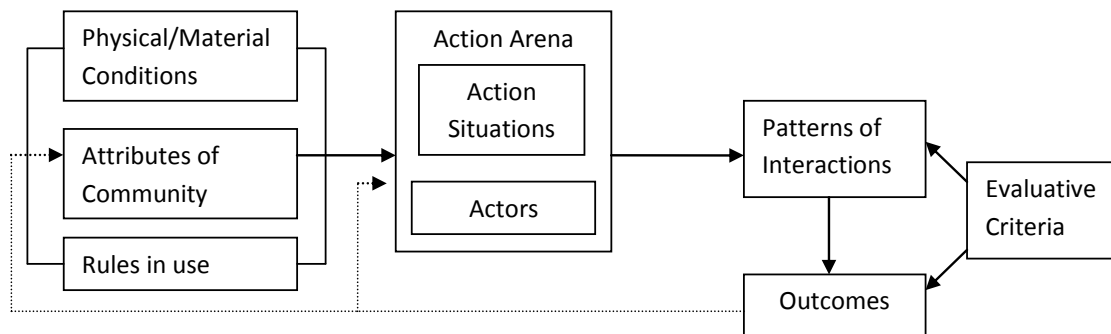 Physical/Material
Conditions
Attributes of
Community
Rules in use
Action Arena
Action
Situations
Actors
Patterns of
Interactions
Outcomes
Evaluative
Criteria